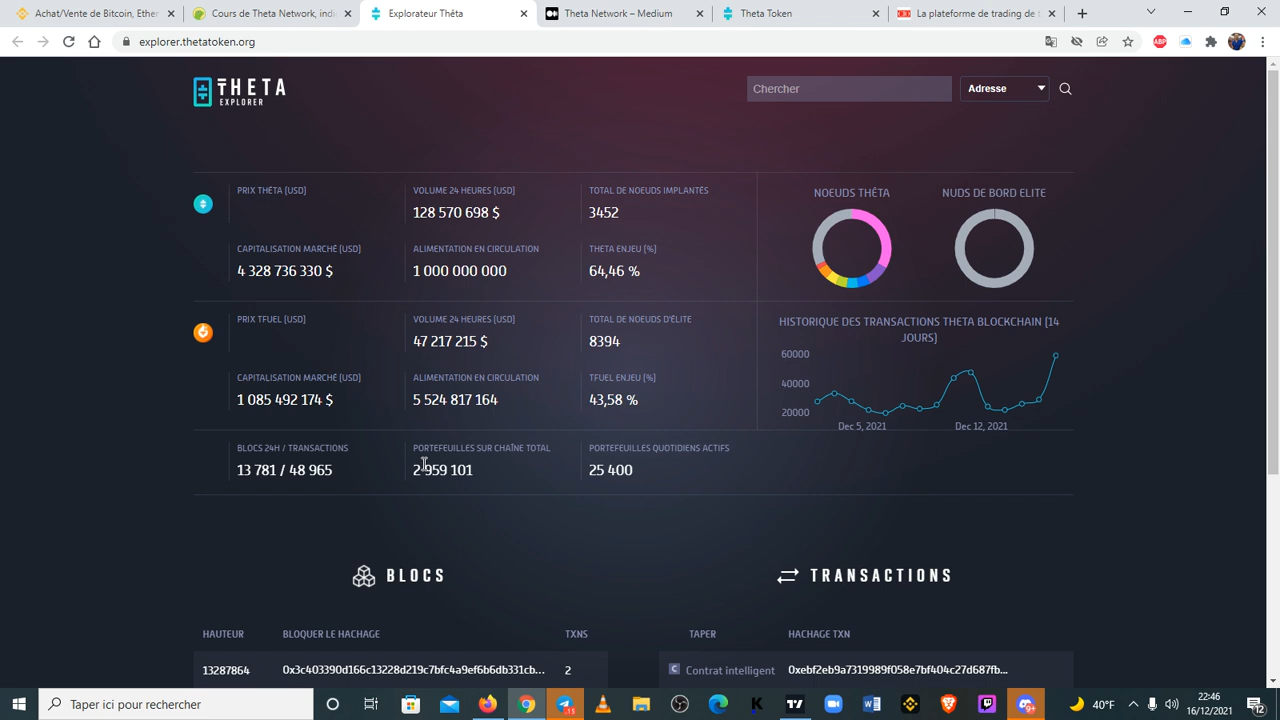 Achat/Vente de Bitcoin, Ether
Cours de Theta Network, indi
Explorateur Thêta
Theta Network – Medium
Theta Token
La plateforme de trading de t
explorer.thetatoken.org
THETA
EXPLORER
Chercher
Adresse
PRIX THÊTA [USD]
VOLUME 24 HEURES [USD]
128 570 698 $
TOTAL DE NOEUDS IMPLANTÉS
3452
CAPITALISATION MARCHÉ [USD]
4 328 736 330 $
ALIMENTATION EN CIRCULATION
1 000 000 000
THETA ENJEU [%]
64,46 %
NOEUDS THÊTA
NUDS DE BORD ELITE
PRIX TFUEL [USD]
VOLUME 24 HEURES [USD]
47 217 215 $
TOTAL DE NOEUDS D'ÉLITE
8394
CAPITALISATION MARCHÉ [USD]
1 085 492 174 $
ALIMENTATION EN CIRCULATION
5 524 817 164
TFUEL ENJEU [%]
43,58 %
HISTORIQUE DES TRANSACTIONS THETA BLOCKCHAIN [14
JOURS]
60000
40000
20000
Dec 5, 2021
Dec 12, 2021
BLOCS 24H / TRANSACTIONS
13 781 / 48 965
PORTEFEUILLES SUR CHAÎNE TOTAL
2 959 101
PORTEFEUILLES QUOTIDIENS ACTIFS
25 400
BLOCS
HAUTEUR
BLOQUER LE HACHAGE
TXNS
13287864
0x3c403390d166c13228d219c7bfc4a9ef6b6db331cb...
2
TRANSACTIONS
TAPER
HACHAGE TXN
C
Contrat intelligent
0xebf2eb9a7319989f058e7bf404c27d687fb...
Taper ici pour rechercher
40°F
22:46
16/12/2021